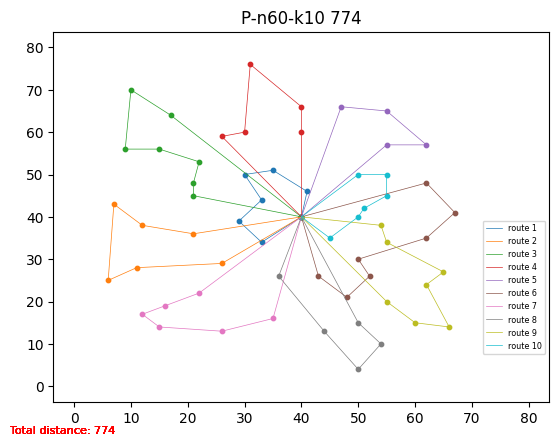 P-n60-k10 774
80
70
60
50
40
30
20
10
0
route 1
route 2
route 3
route 4
route 5
route 6
route 7
route 8
route 9
route 10
0 10 20 30 40 50 60 70 80
Total distance: 774